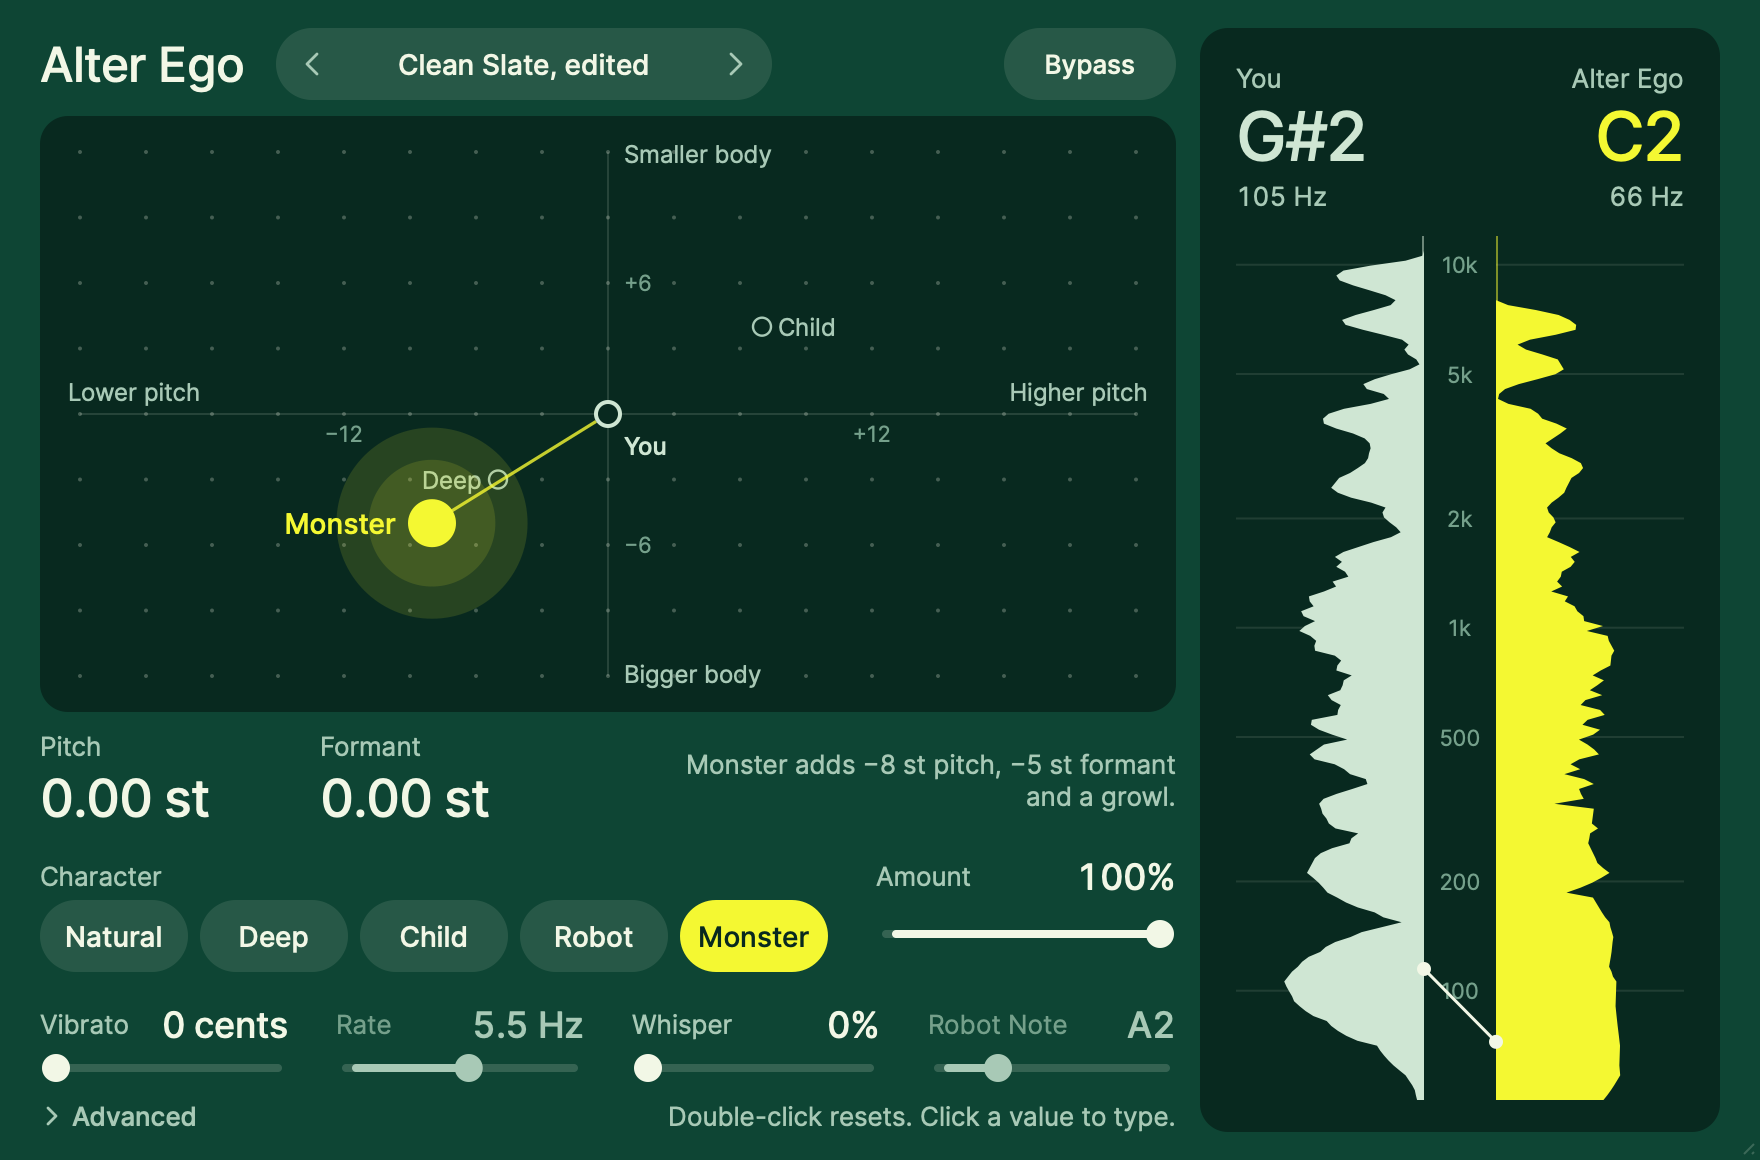 Alter Ego
Clean Slate, edited
Bypass
Smaller body
+6
Child
Lower pitch
Higher pitch
−12
+12
You
Deep
Monster
−6
Bigger body
Pitch
0.00 st
Formant
0.00 st
Monster adds −8 st pitch, −5 st formant
and a growl.
Character
Natural
Deep
Child
Robot
Monster
Amount
100%
Vibrato
0 cents
Rate
5.5 Hz
Whisper
0%
Robot Note
A2
Advanced
Double-click resets. Click a value to type.
You
Alter Ego
G#2
C2
105 Hz
66 Hz
10k
5k
2k
1k
500
200
100